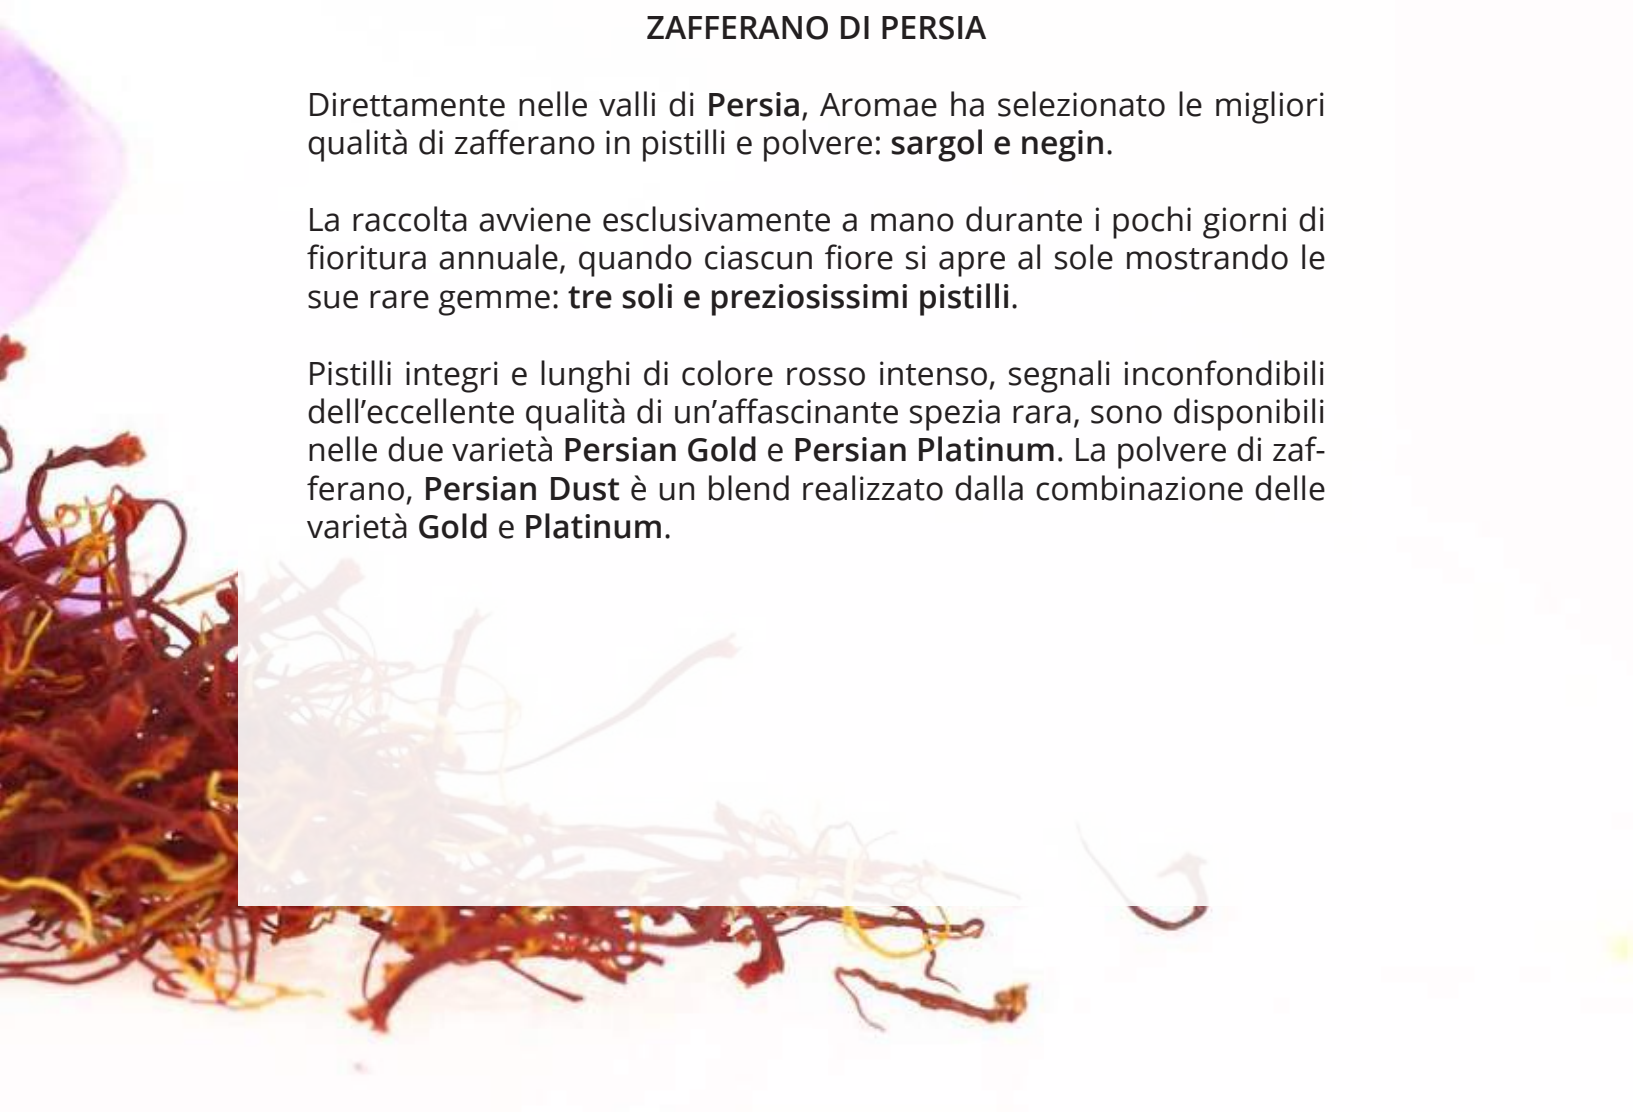 ZAFFERANO DI PERSIA
Direttamente nelle valli di Persia, Aromae ha selezionato le migliori
qualità di zafferano in pistilli e polvere: sargol e negin.
La raccolta avviene esclusivamente a mano durante i pochi giorni di
fioritura annuale, quando ciascun fiore si apre al sole mostrando le
sue rare gemme: tre soli e preziosissimi pistilli.
Pistilli integri e lunghi di colore rosso intenso, segnali inconfondibili
dell’eccellente qualità di un’affascinante spezia rara, sono disponibili
nelle due varietà Persian Gold e Persian Platinum. La polvere di zaf-
ferano, Persian Dust è un blend realizzato dalla combinazione delle
varietà Gold e Platinum.